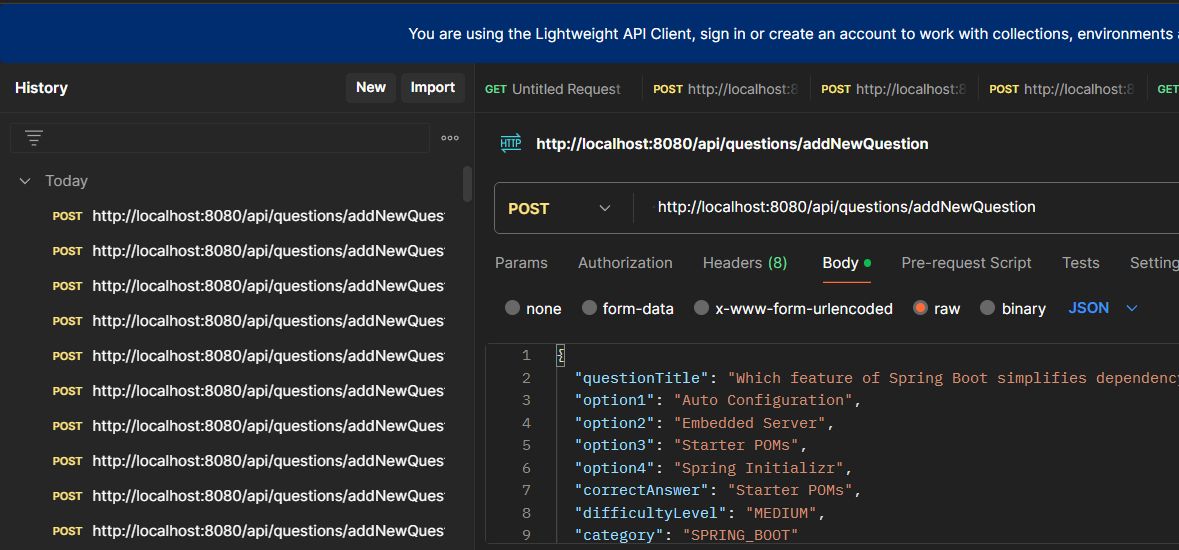 You are using the Lightweight API Client, sign in or create an account to work with collections, environments
History
New
Import
GET Untitled Request
POST http://localhost:8
POST http://localhost:8
POST http://localhost:8
GET
HTTP http://localhost:8080/api/questions/addNewQuestion
Today
POST http://localhost:8080/api/questions/addNewQues
POST http://localhost:8080/api/questions/addNewQues
POST http://localhost:8080/api/questions/addNewQues
POST http://localhost:8080/api/questions/addNewQues
POST http://localhost:8080/api/questions/addNewQues
POST http://localhost:8080/api/questions/addNewQues
POST http://localhost:8080/api/questions/addNewQues
POST http://localhost:8080/api/questions/addNewQues
POST http://localhost:8080/api/questions/addNewQues
POST http://localhost:8080/api/questions/addNewQues
POST http://localhost:8080/api/questions/addNewQuestion
Params Authorization Headers (8) Body Pre-request Script Tests Setting
none form-data x-www-form-urlencoded raw binary JSON
1 {
2 "questionTitle": "Which feature of Spring Boot simplifies dependency
3 "option1": "Auto Configuration",
4 "option2": "Embedded Server",
5 "option3": "Starter POMs",
6 "option4": "Spring Initializr",
7 "correctAnswer": "Starter POMs",
8 "difficultyLevel": "MEDIUM",
9 "category": "SPRING_BOOT"